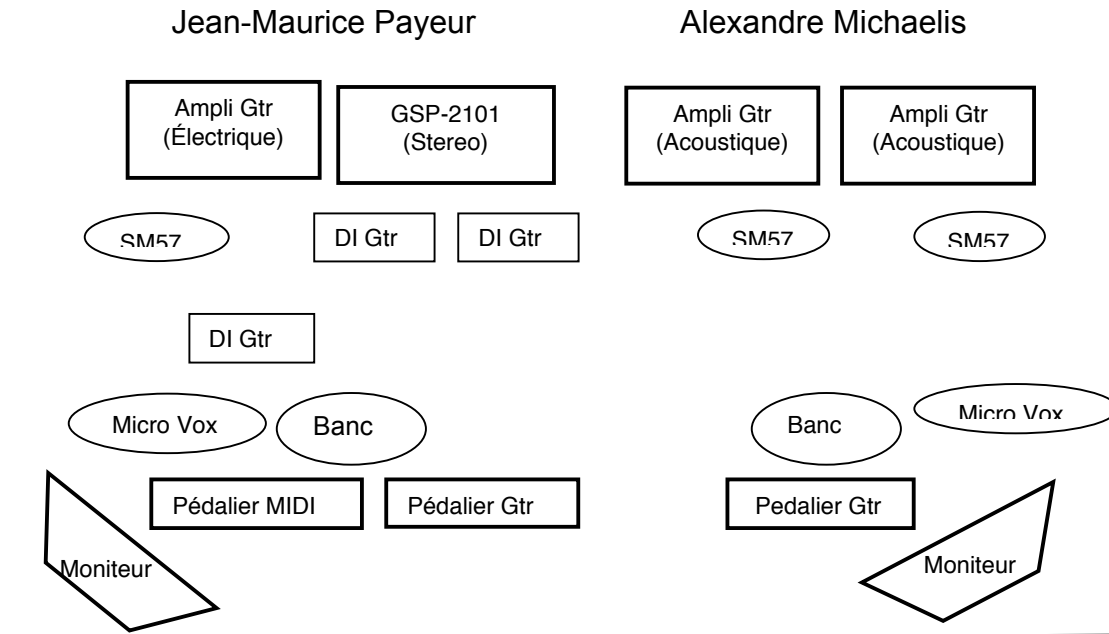 Jean-Maurice Payeur
Alexandre Michaelis
Ampli Gtr
(Électrique)
GSP-2101
(Stereo)
Ampli Gtr
(Acoustique)
Ampli Gtr
(Acoustique)
SM57
DI Gtr
DI Gtr
SM57
SM57
DI Gtr
Micro Vox
Banc
Banc
Micro Vox
Pédalier MIDI
Pédalier Gtr
Pedalier Gtr
Moniteur
Moniteur